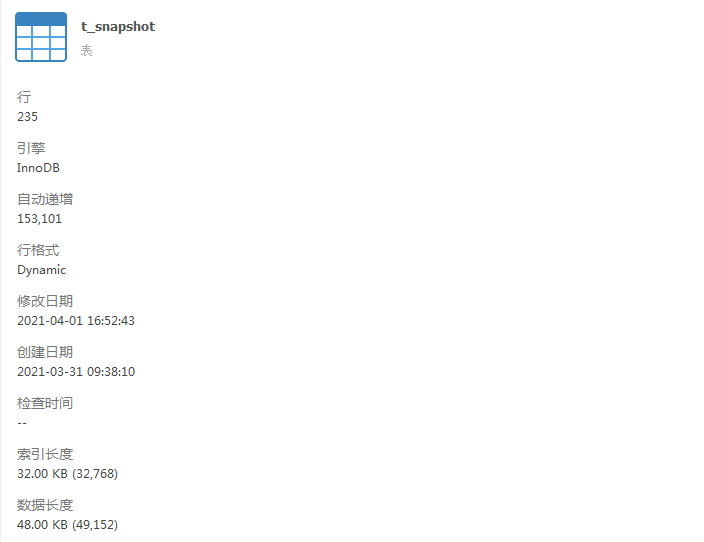 t_snapshot
表
行
235
引擎
InnoDB
自动递增
153,101
行格式
Dynamic
修改日期
2021-04-01 16:52:43
创建日期
2021-03-31 09:38:10
检查时间
--
索引长度
32.00 KB (32,768)
数据长度
48.00 KB (49,152)